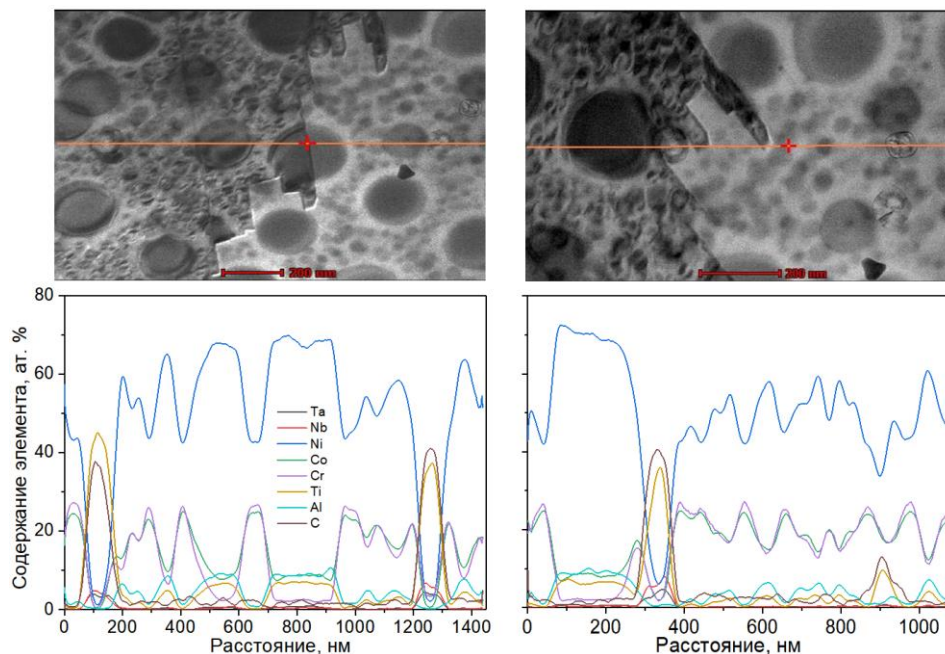 200 nm
200 nm
80
60
40
20
0
Содержание элемента, ат. %
Ta
Nb
Ni
Co
Cr
Ti
Al
C
0 200 400 600 800 1000 1200 1400
Расстояние, нм
0 200 400 600 800 1000
Расстояние, нм